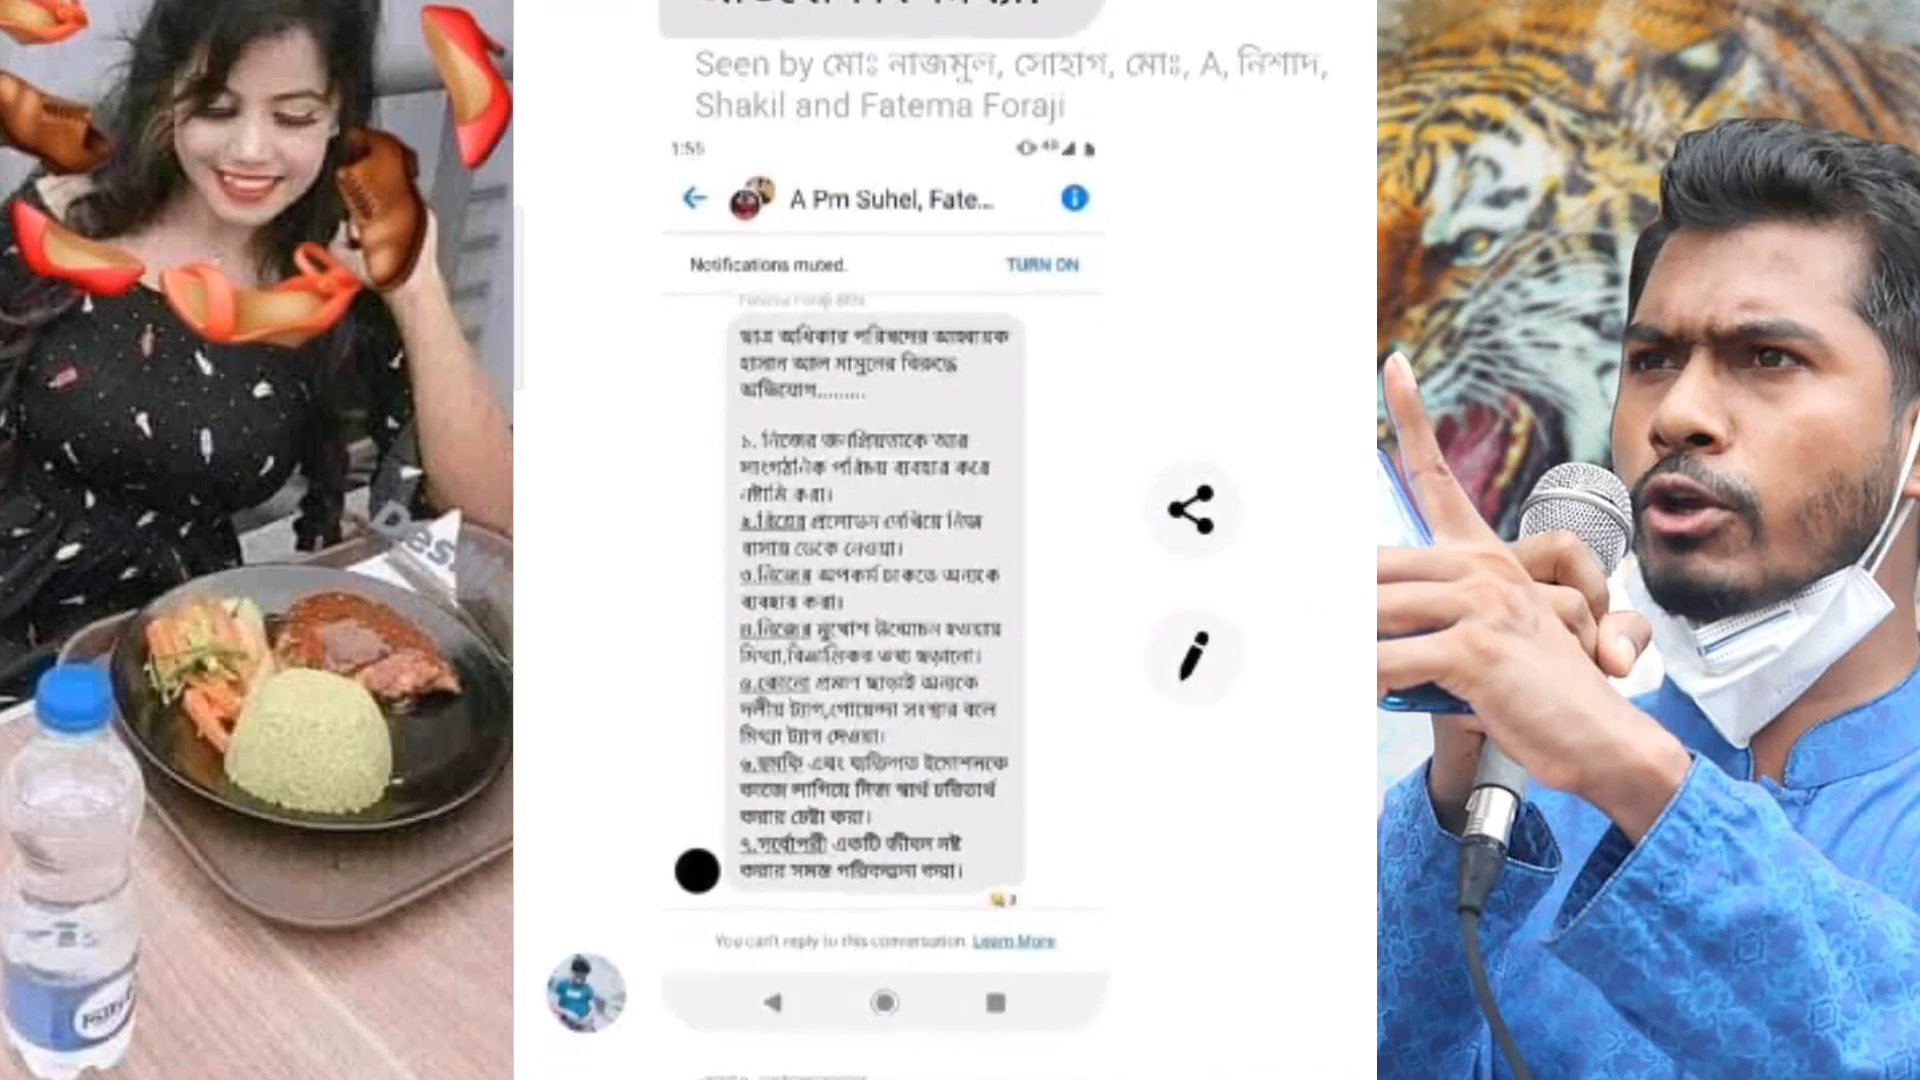 Seen by মোঃ নাজমুল, সোহাগ, মোঃ, A, নিশাদ,
Shakil and Fatema Foraji
1:55
A Pm Suhel, Fate...
Notifications muted.
TURN ON
ছাত্র অধিকার পরিষদের আহ্বায়ক
হাসান আল মামুনের বিরুদ্ধে
অভিযোগ.........
১. নিজের জনপ্রিয়তাকে আর
সাংগঠনিক পরিচয় ব্যবহার করে
নষ্টামি করা।
২.বিয়ের প্রলোভন দেখিয়ে নিজ
বাসায় ডেকে নেওয়া।
৩.নিজের অপকর্ম ঢাকতে অন্যকে
ব্যবহার করা।
৪.নিজের মুখোশ উন্মোচন হওয়ায়
মিথ্যা,বিভ্রান্তিকর তথ্য ছড়ানো।
৫.কোনো প্রমাণ ছাড়াই অন্যকে
দলীয় ট্যাগ,গোয়েন্দা সংস্থার বলে
মিথ্যা ট্যাগ দেওয়া।
৬.হুমকি এবং ব্যক্তিগত ইমোশনকে
কাজে লাগিয়ে নিজ স্বার্থ চরিতার্থ
করার চেষ্টা করা।
৭.সর্বোপরী একটি জীবন নষ্ট
করার সমস্ত পরিকল্পনা করা।
You can't reply to this conversation. Learn More